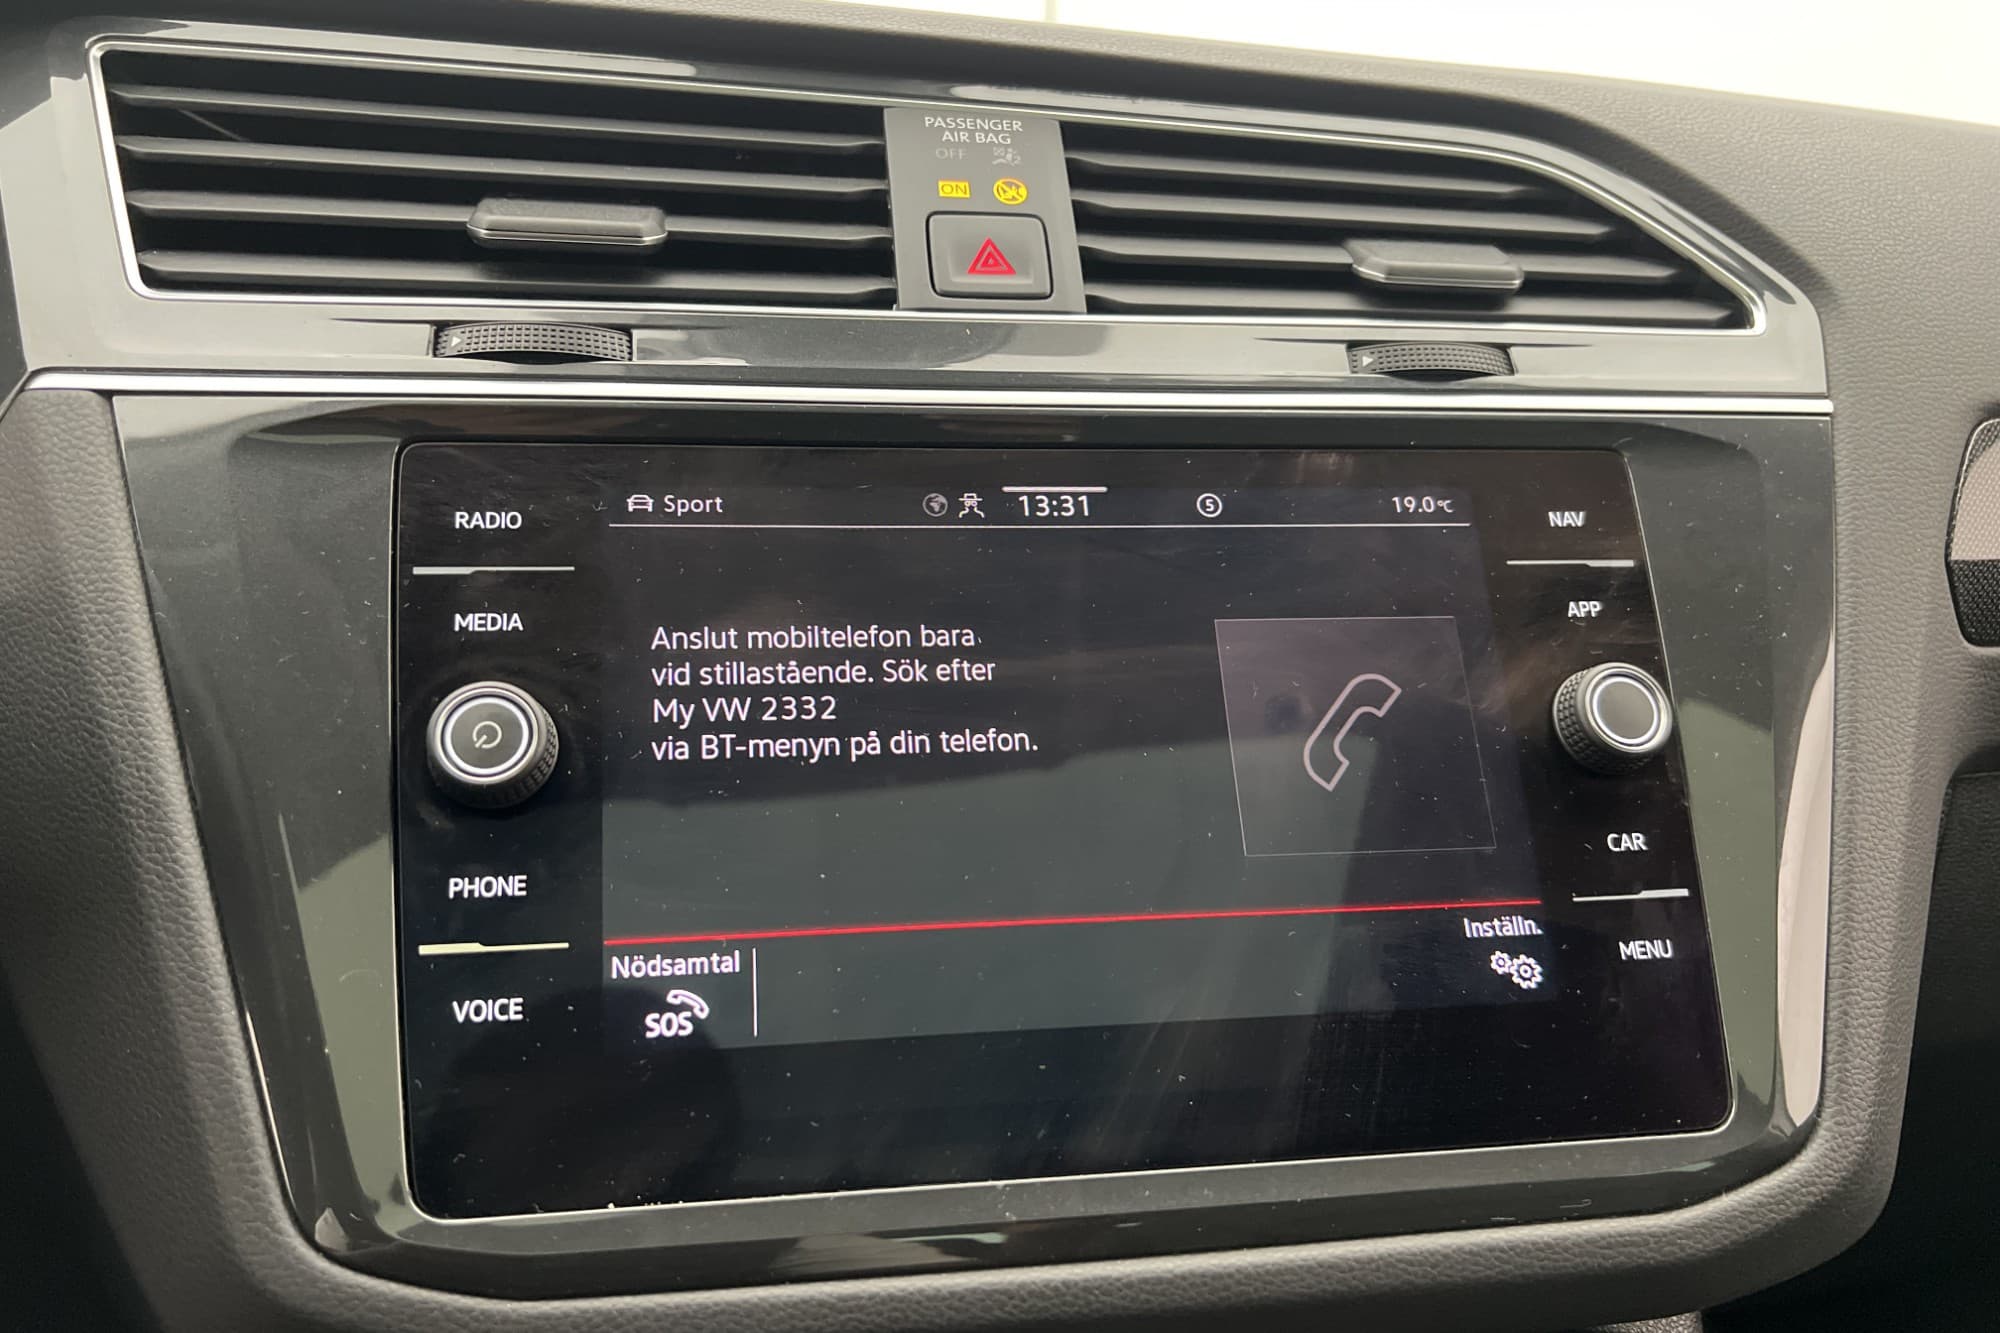 PASSENGER
AIR BAG
OFF
ON
RADIO
MEDIA
PHONE
VOICE
Sport
13:31
5
19.0°C
Anslut mobiltelefon bara
vid stillastående. Sök efter
My VW 2332
via BT-menyn på din telefon.
Nödsamtal
SOS
Inställn.
NAV
APP
CAR
MENU